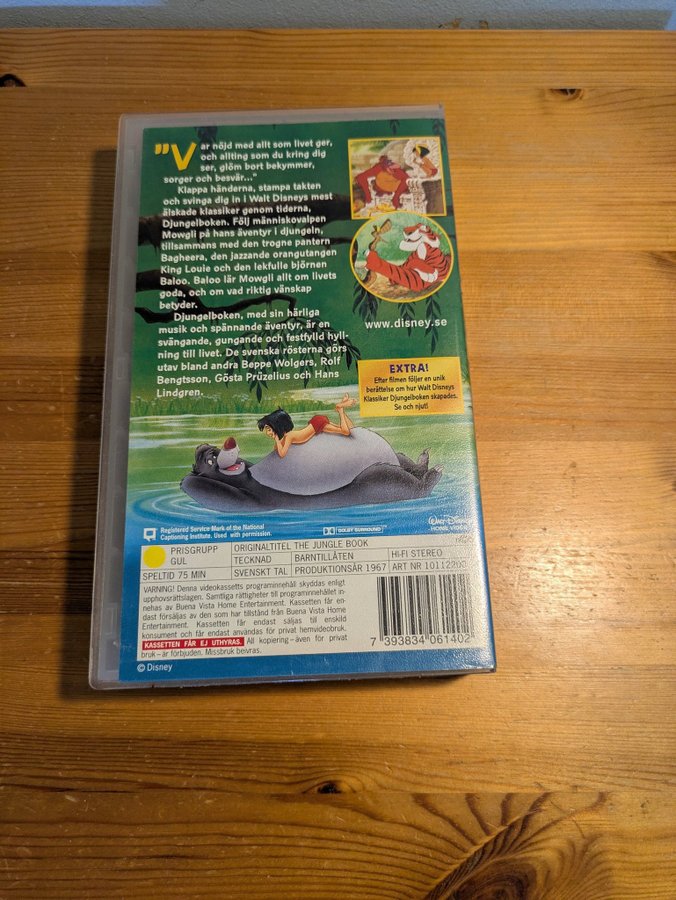 "Var nöjd med allt som livet ger,
och allting som du kring dig
ser, glöm bort bekymmer,
sorger och besvär..."
Klappa händerna, stampa takten
och svinga dig in i Walt Disneys mest
älskade klassiker genom tiderna,
Djungelboken. Följ människovalpen
Mowgli på hans äventyr i djungeln,
tillsammans med den trogne pantern
Bagheera, den jazzande orangutangen
King Louie och den lekfulle björnen
Baloo. Baloo lär Mowgli allt om livets
goda, och om vad riktig vänskap
betyder.
Djungelboken, med sin härliga
musik och spännande äventyr, är en
svängande, gungande och festfylld hyll-
ning till livet. De svenska rösterna görs
utav bland andra Beppe Wolgers, Rolf
Bengtsson, Gösta Prüzelius och Hans
Lindgren.
www.disney.se
EXTRA!
Efter filmen följer en unik
berättelse om hur Walt Disneys
Klassiker Djungelboken skapades.
Se och njut!
Registered Service Mark of the National
Captioning Institute. Used with permission.
DOLBY SURROUND
Walt Disney
HOME VIDEO
PRISGRUPP
GUL
ORIGINALTITEL THE JUNGLE BOOK
TECKNAD BARNTILLÅTEN HI-FI STEREO
SPELTID 75 MIN SVENSKT TAL PRODUKTIONSÅR 1967 ART NR 10112200
VARNING! Denna videokassetts programinnehåll skyddas enligt
upphovsrättslagen. Samtliga rättigheter till programinnehållet in-
nehas av Buena Vista Home Entertainment. Kassetten får en-
dast försäljas av den som har tillstånd från Buena Vista Home
Entertainment. Kassetten får endast säljas till enskild
konsument och får endast användas för privat hemvideobruk.
KASSETTEN FÅR EJ UTHYRAS. All kopiering – även för privat
bruk – är förbjuden. Missbruk beivras.
7 393834 061402
© Disney